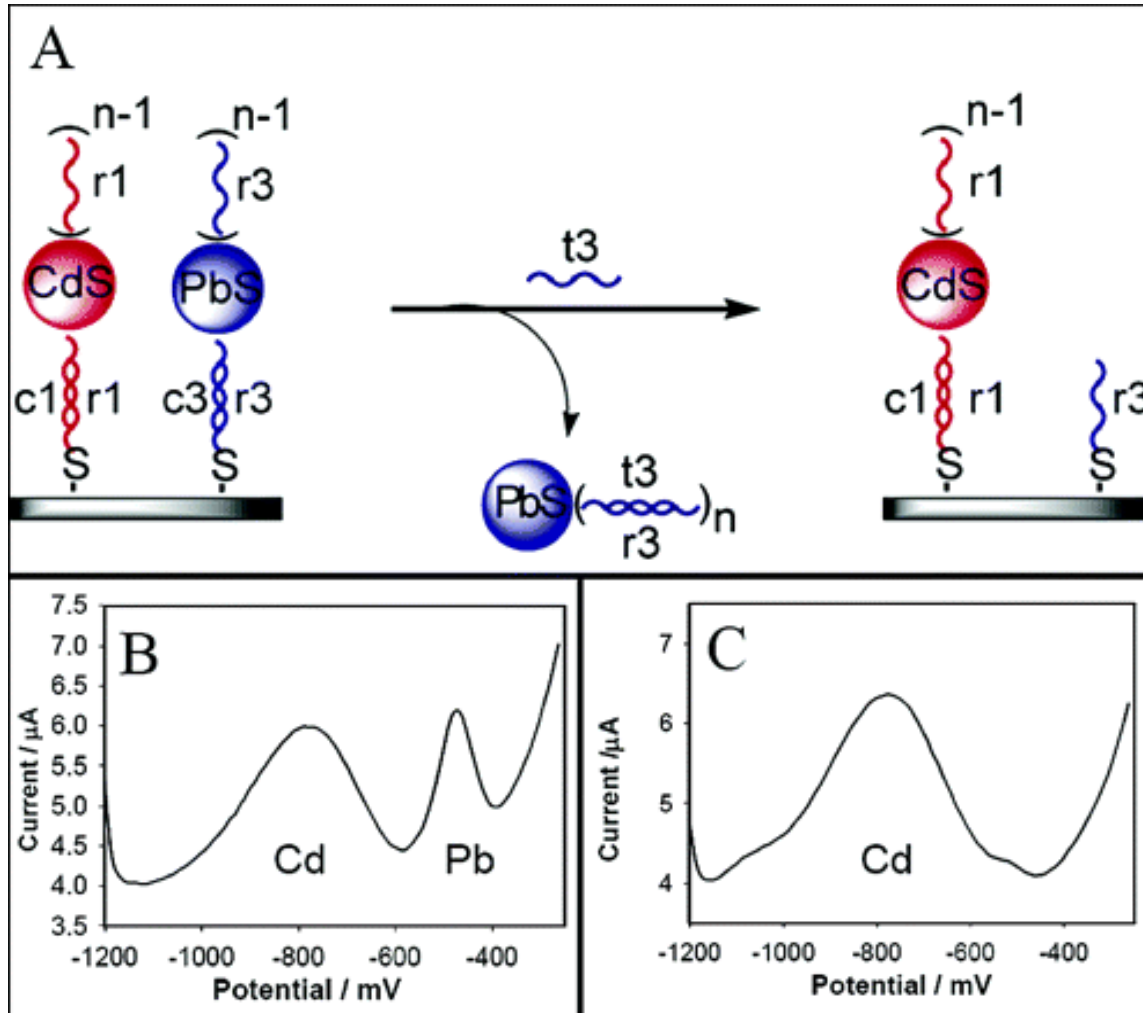 A
n-1 n-1 n-1
r1 r3 r1
t3
CdS PbS CdS
c1 r1 c3 r3 c1 r1 r3
S S S S
t3
PbS ( )n
r3
B
7.5
7.0
6.5
6.0
5.5
5.0
4.5
4.0
3.5
Current / μA
Cd Pb
-1200 -1000 -800 -600 -400
Potential / mV
C
7
6
5
4
Current /μA
Cd
-1200 -1000 -800 -600 -400
Potential / mV